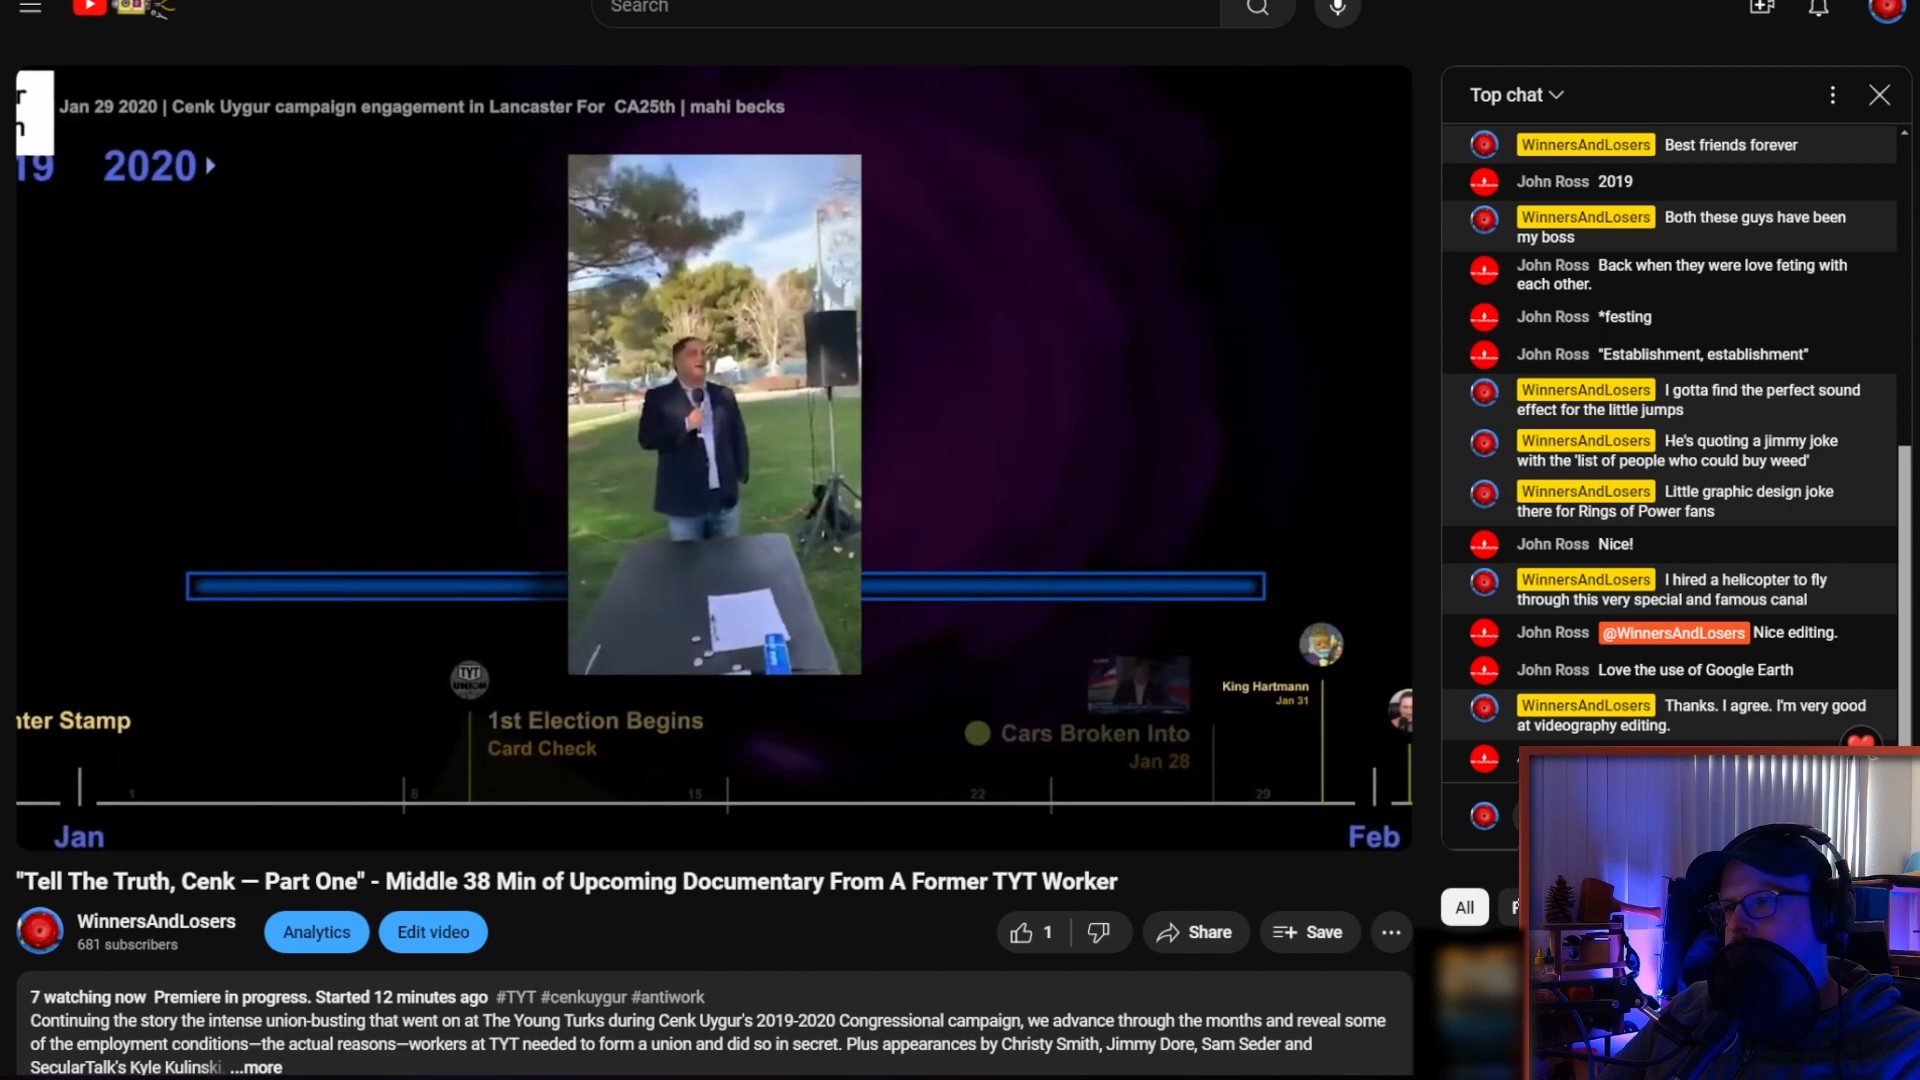 Search
Jan 29 2020 | Cenk Uygur campaign engagement in Lancaster For CA25th | mahi becks
19 2020
TYT
UNION
nter Stamp
1st Election Begins
Card Check
Cars Broken Into
Jan 28
King Hartmann
Jan 31
1 8 15 22 29
Jan Feb
"Tell The Truth, Cenk — Part One" - Middle 38 Min of Upcoming Documentary From A Former TYT Worker
WinnersAndLosers
681 subscribers
Analytics
Edit video
1
Share
Save
7 watching now Premiere in progress. Started 12 minutes ago #TYT #cenkuygur #antiwork
Continuing the story the intense union-busting that went on at The Young Turks during Cenk Uygur's 2019-2020 Congressional campaign, we advance through the months and reveal some
of the employment conditions—the actual reasons—workers at TYT needed to form a union and did so in secret. Plus appearances by Christy Smith, Jimmy Dore, Sam Seder and
SecularTalk's Kyle Kulinski. ...more
Top chat
WinnersAndLosers Best friends forever
John Ross 2019
WinnersAndLosers Both these guys have been
my boss
John Ross Back when they were love feting with
each other.
John Ross *festing
John Ross "Establishment, establishment"
WinnersAndLosers I gotta find the perfect sound
effect for the little jumps
WinnersAndLosers He's quoting a jimmy joke
with the 'list of people who could buy weed'
WinnersAndLosers Little graphic design joke
there for Rings of Power fans
John Ross Nice!
WinnersAndLosers I hired a helicopter to fly
through this very special and famous canal
John Ross @WinnersAndLosers Nice editing.
John Ross Love the use of Google Earth
WinnersAndLosers Thanks. I agree. I'm very good
at videography editing.
All